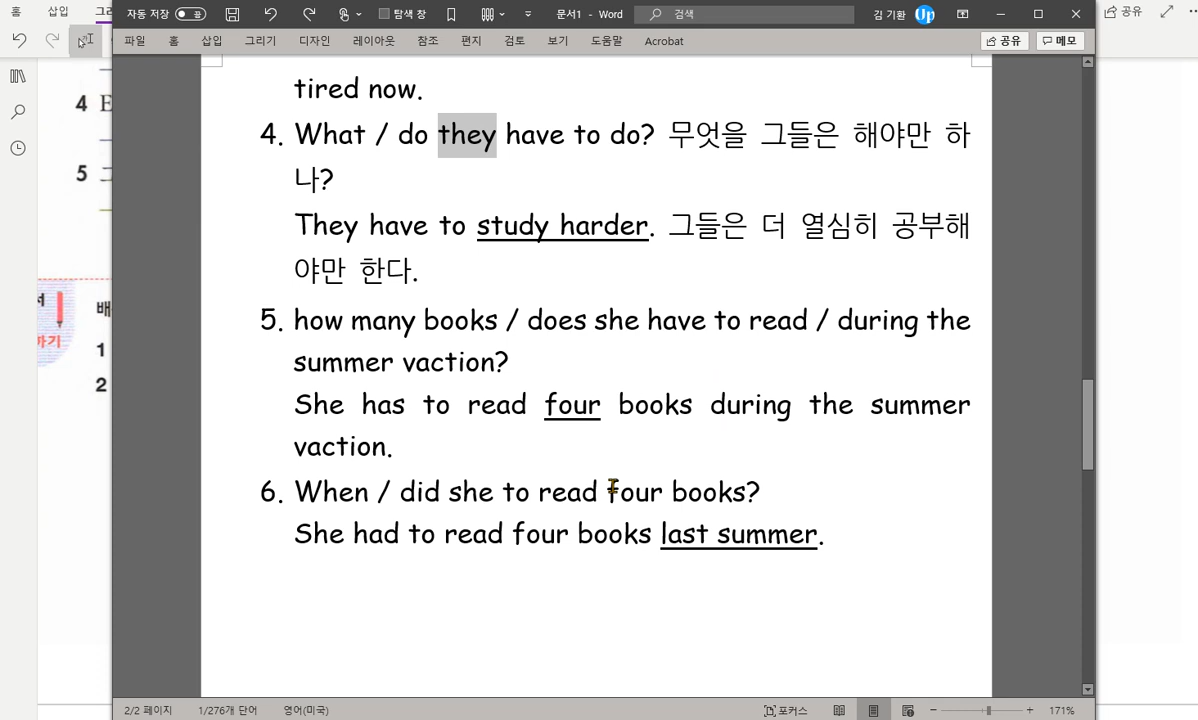 홈 삽입
자동 저장 끔 탐색 창 문서1 - Word 검색 김 기환 Up
공유
파일 홈 삽입 그리기 디자인 레이아웃 참조 편지 검토 보기 도움말 Acrobat 공유 메모
tired now.
4 E
4. What / do they have to do? 무엇을 그들은 해야만 하
나?
5 그
They have to study harder. 그들은 더 열심히 공부해
야만 한다.
배
하기
1
2
5. how many books / does she have to read / during the
summer vaction?
She has to read four books during the summer
vaction.
6. When / did she to read four books?
She had to read four books last summer.
2/2 페이지 1/276개 단어 영어(미국) 포커스 171%